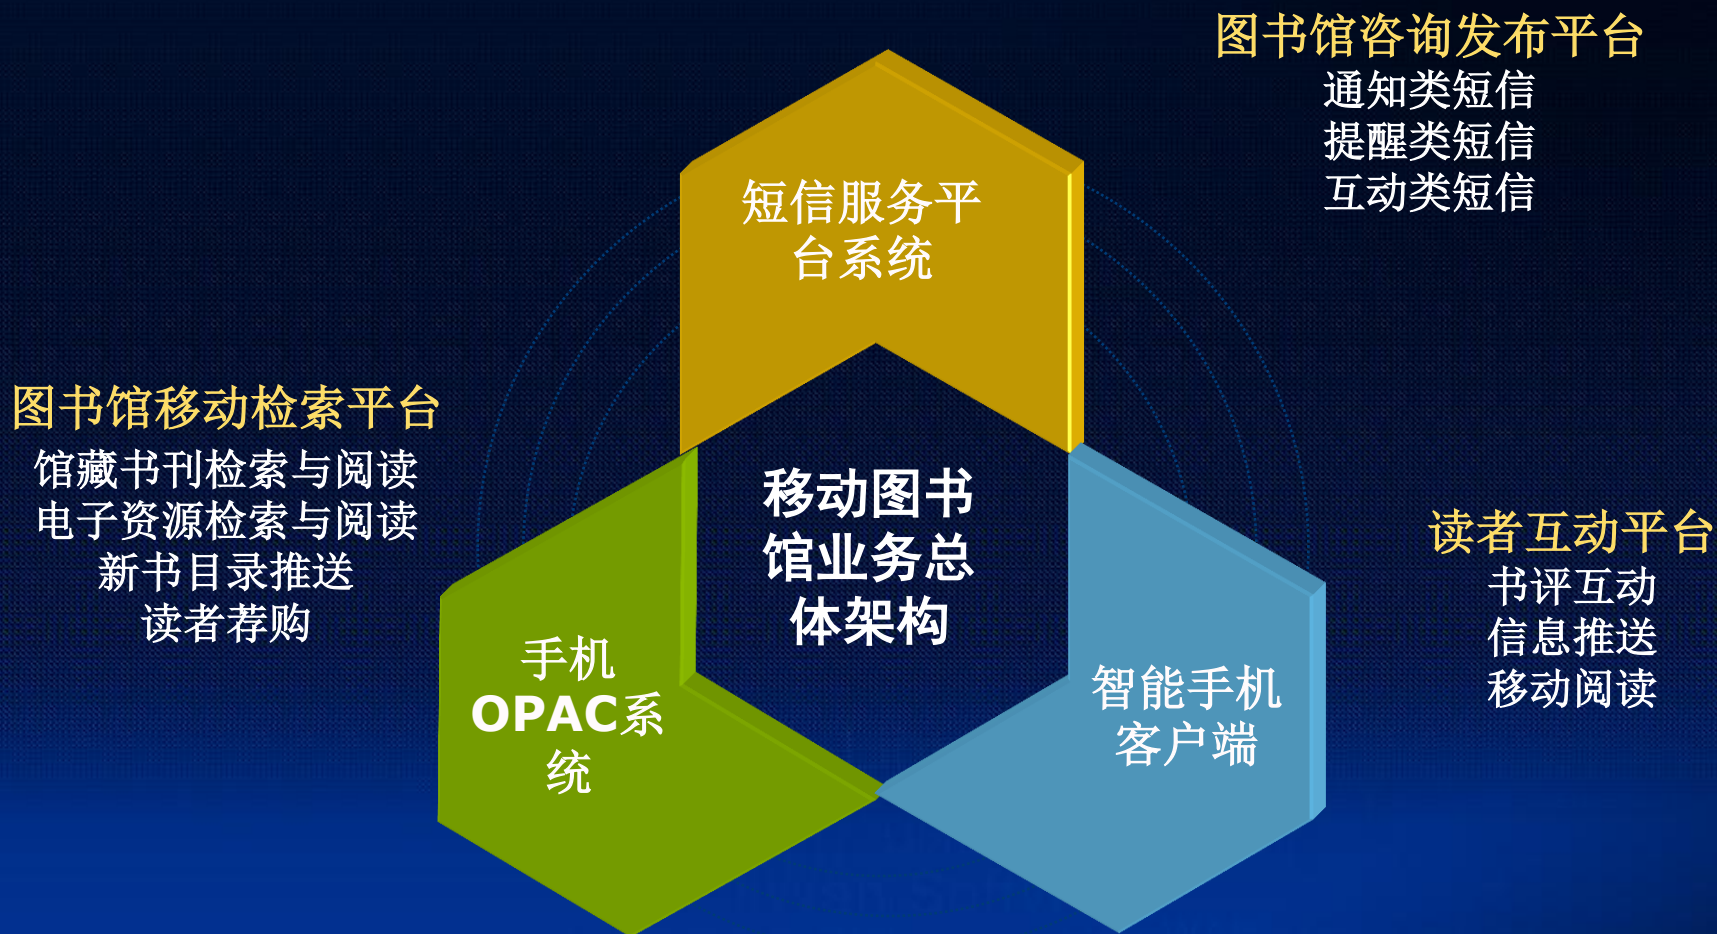 图书馆咨询发布平台
通知类短信
提醒类短信
互动类短信
短信服务平
台系统
图书馆移动检索平台
馆藏书刊检索与阅读
电子资源检索与阅读
新书目录推送
读者荐购
移动图书
馆业务总
体架构
读者互动平台
书评互动
信息推送
移动阅读
手机
OPAC系
统
智能手机
客户端